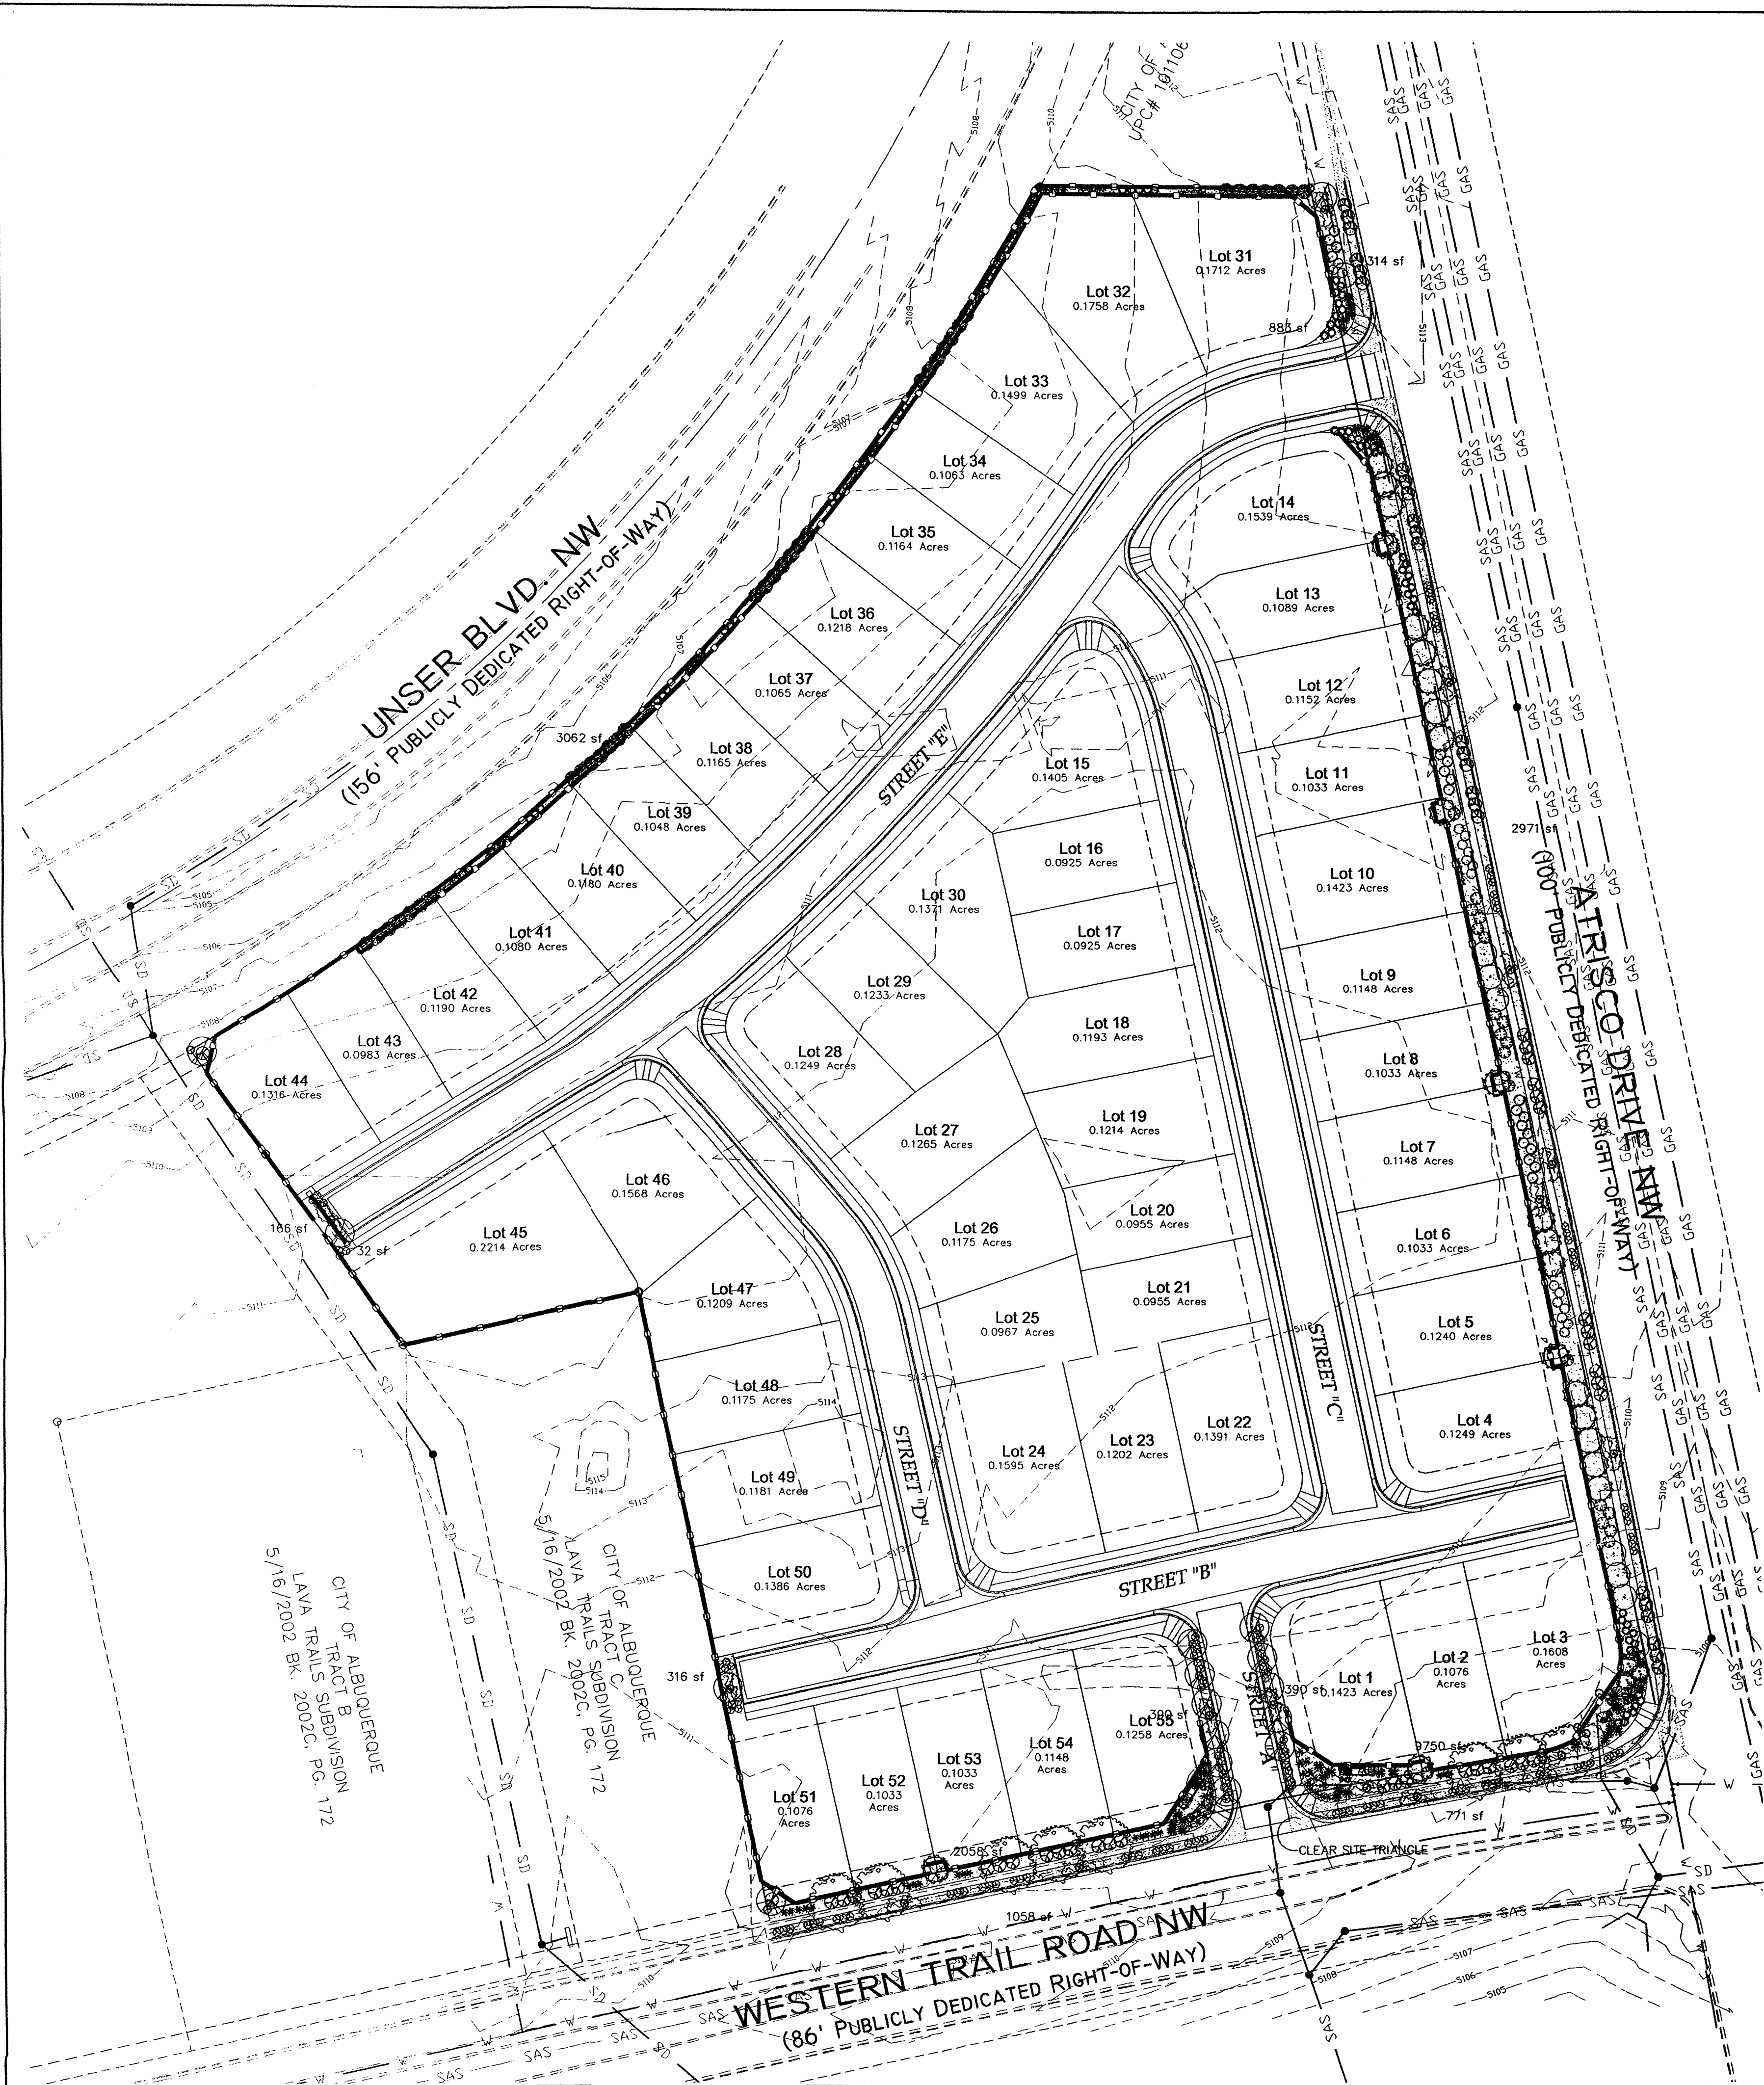 CITY OF
UPC# 101106
UNSER BLVD. NW
(156' PUBLICLY DEDICATED RIGHT-OF-WAY)
ATRISCO DRIVE NW
(100' PUBLICLY DEDICATED RIGHT-OF-WAY)
WESTERN TRAIL ROAD NW
(86' PUBLICLY DEDICATED RIGHT-OF-WAY)
STREET "E"
STREET "C"
STREET "D"
STREET "B"
STREET "A"
Lot 31
0.1712 Acres
Lot 32
0.1758 Acres
Lot 33
0.1499 Acres
Lot 34
0.1063 Acres
Lot 35
0.1164 Acres
Lot 36
0.1218 Acres
Lot 37
0.1065 Acres
Lot 38
0.1165 Acres
Lot 39
0.1048 Acres
Lot 40
0.1180 Acres
Lot 41
0.1080 Acres
Lot 42
0.1190 Acres
Lot 43
0.0983 Acres
Lot 44
0.1316 Acres
Lot 14
0.1539 Acres
Lot 13
0.1089 Acres
Lot 12
0.1152 Acres
Lot 11
0.1033 Acres
Lot 10
0.1423 Acres
Lot 9
0.1148 Acres
Lot 8
0.1033 Acres
Lot 7
0.1148 Acres
Lot 6
0.1033 Acres
Lot 5
0.1240 Acres
Lot 4
0.1249 Acres
Lot 15
0.1405 Acres
Lot 16
0.0925 Acres
Lot 17
0.0925 Acres
Lot 18
0.1193 Acres
Lot 19
0.1214 Acres
Lot 20
0.0955 Acres
Lot 21
0.0955 Acres
Lot 22
0.1391 Acres
Lot 23
0.1202 Acres
Lot 24
0.1595 Acres
Lot 25
0.0967 Acres
Lot 26
0.1175 Acres
Lot 27
0.1265 Acres
Lot 28
0.1249 Acres
Lot 29
0.1233 Acres
Lot 30
0.1371 Acres
Lot 45
0.2214 Acres
Lot 46
0.1568 Acres
Lot 47
0.1209 Acres
Lot 48
0.1175 Acres
Lot 49
0.1181 Acres
Lot 50
0.1386 Acres
Lot 51
0.1076
Acres
Lot 52
0.1033
Acres
Lot 53
0.1033
Acres
Lot 54
0.1148
Acres
Lot 55
0.1258 Acres
Lot 1
0.1423 Acres
Lot 2
0.1076
Acres
Lot 3
0.1608
Acres
314 sf
883 sf
3062 sf
2971 sf
166 sf
32 sf
316 sf
390 sf
390 sf
2058 sf
1058 sf
771 sf
CLEAR SITE TRIANGLE
CITY OF ALBUQUERQUE
TRACT B
LAVA TRAILS SUBDIVISION
5/16/2002 BK. 2002C, PG. 172
CITY OF ALBUQUERQUE
TRACT C
LAVA TRAILS SUBDIVISION
5/16/2002 BK. 2002C, PG. 172